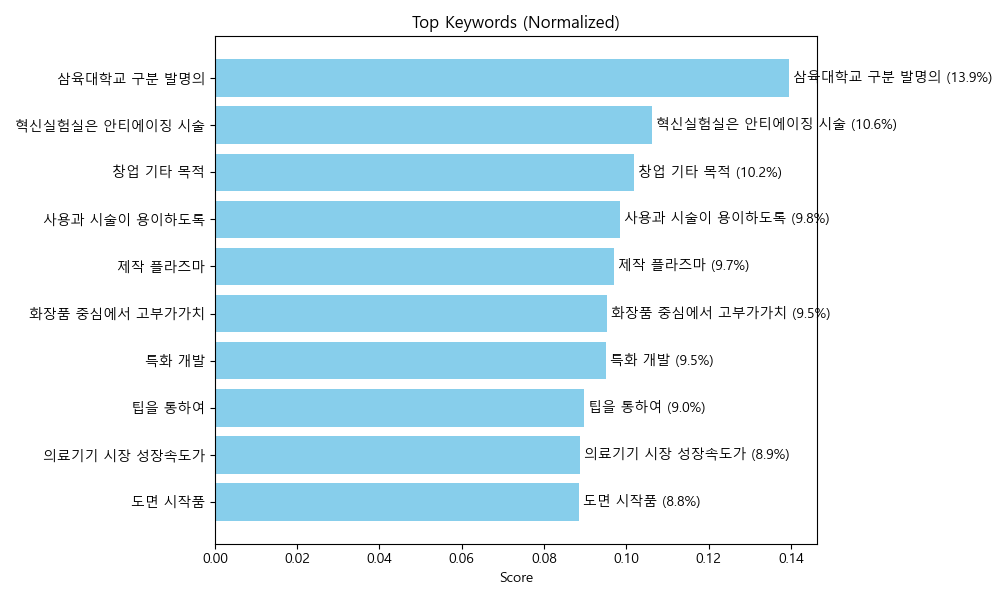 Top Keywords (Normalized)
삼육대학교 구분 발명의 삼육대학교 구분 발명의 (13.9%)
혁신실험실은 안티에이징 시술 혁신실험실은 안티에이징 시술 (10.6%)
창업 기타 목적 창업 기타 목적 (10.2%)
사용과 시술이 용이하도록 사용과 시술이 용이하도록 (9.8%)
제작 플라즈마 제작 플라즈마 (9.7%)
화장품 중심에서 고부가가치 화장품 중심에서 고부가가치 (9.5%)
특화 개발 특화 개발 (9.5%)
팁을 통하여 팁을 통하여 (9.0%)
의료기기 시장 성장속도가 의료기기 시장 성장속도가 (8.9%)
도면 시작품 도면 시작품 (8.8%)
0.00 0.02 0.04 0.06 0.08 0.10 0.12 0.14
Score